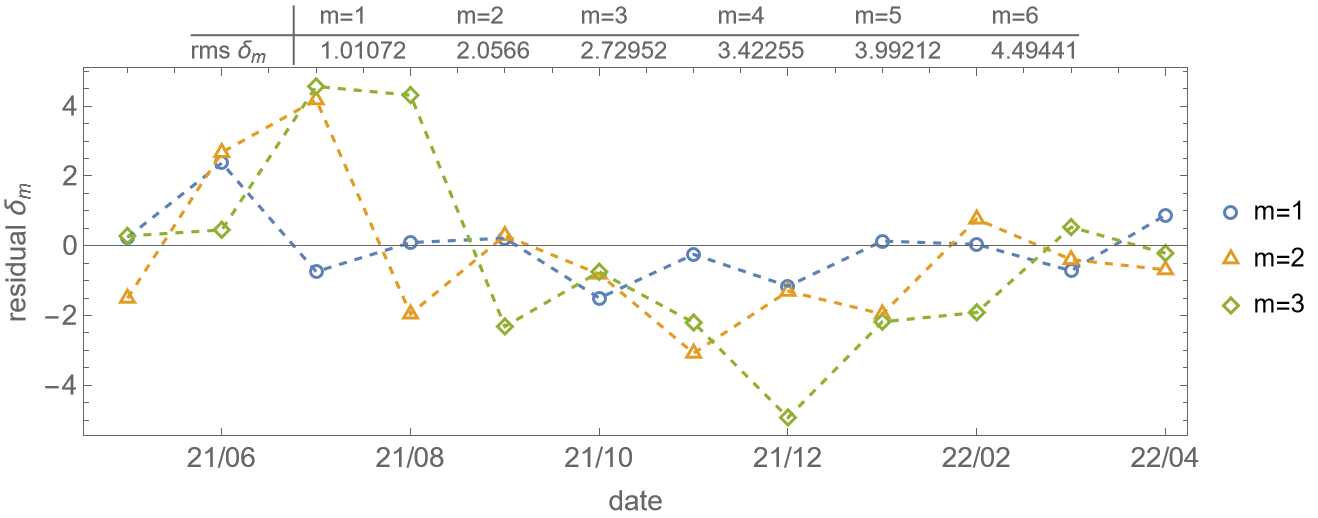 m=1 m=2 m=3 m=4 m=5 m=6
rms δm 1.01072 2.0566 2.72952 3.42255 3.99212 4.49441
4
2
0
−2
−4
residual δm
21/06 21/08 21/10 21/12 22/02 22/04
date
m=1
m=2
m=3